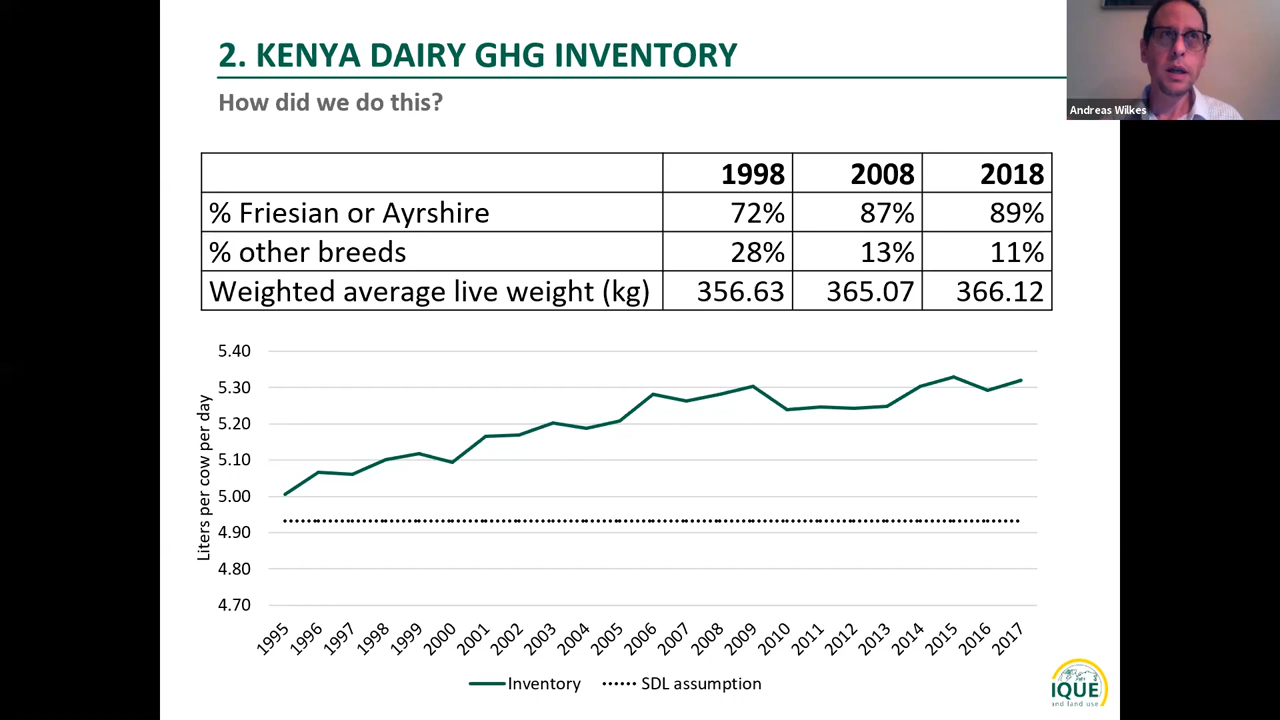 2. KENYA DAIRY GHG INVENTORY
How did we do this?
Andreas Wilkes
1998 2008 2018
% Friesian or Ayrshire 72% 87% 89%
% other breeds 28% 13% 11%
Weighted average live weight (kg) 356.63 365.07 366.12
Liters per cow per day
5.40
5.30
5.20
5.10
5.00
4.90
4.80
4.70
1995 1996 1997 1998 1999 2000 2001 2002 2003 2004 2005 2006 2007 2008 2009 2010 2011 2012 2013 2014 2015 2016 2017
Inventory SDL assumption
IQUE
and land use